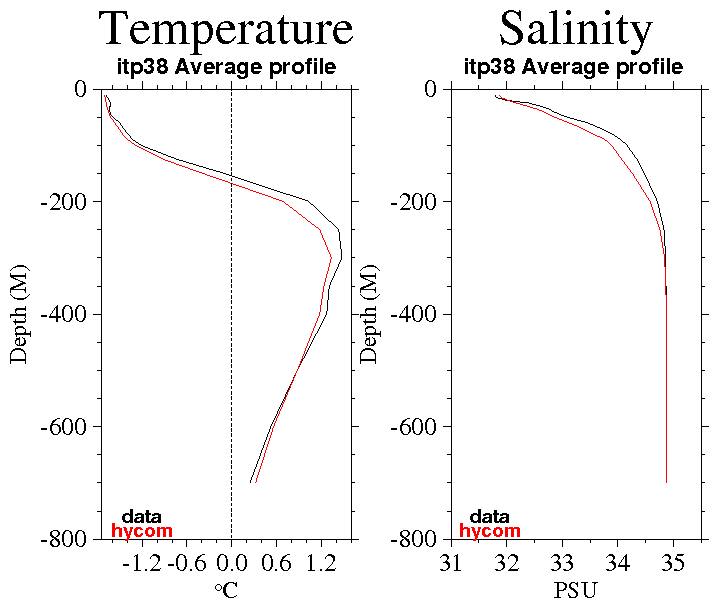 Temperature
itp38 Average profile
0
-200
-400
-600
-800
Depth (M)
data
hycom
-1.2 -0.6 0.0 0.6 1.2
°C
Salinity
itp38 Average profile
0
-200
-400
-600
-800
Depth (M)
data
hycom
31 32 33 34 35
PSU